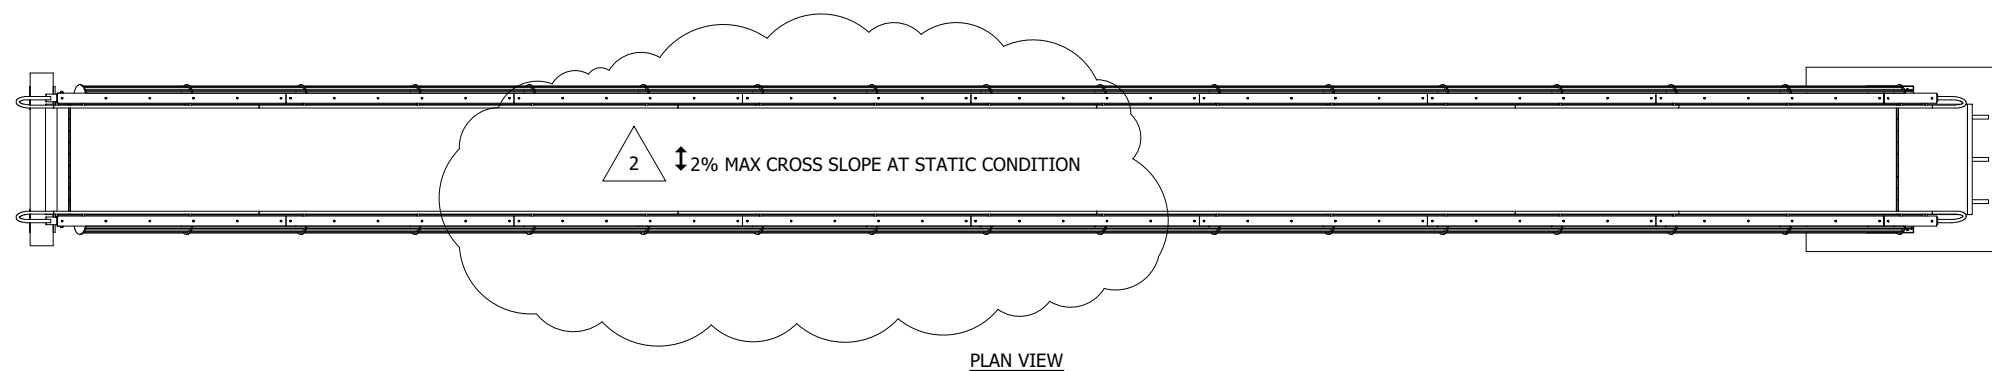 2
2% MAX CROSS SLOPE AT STATIC CONDITION
PLAN VIEW